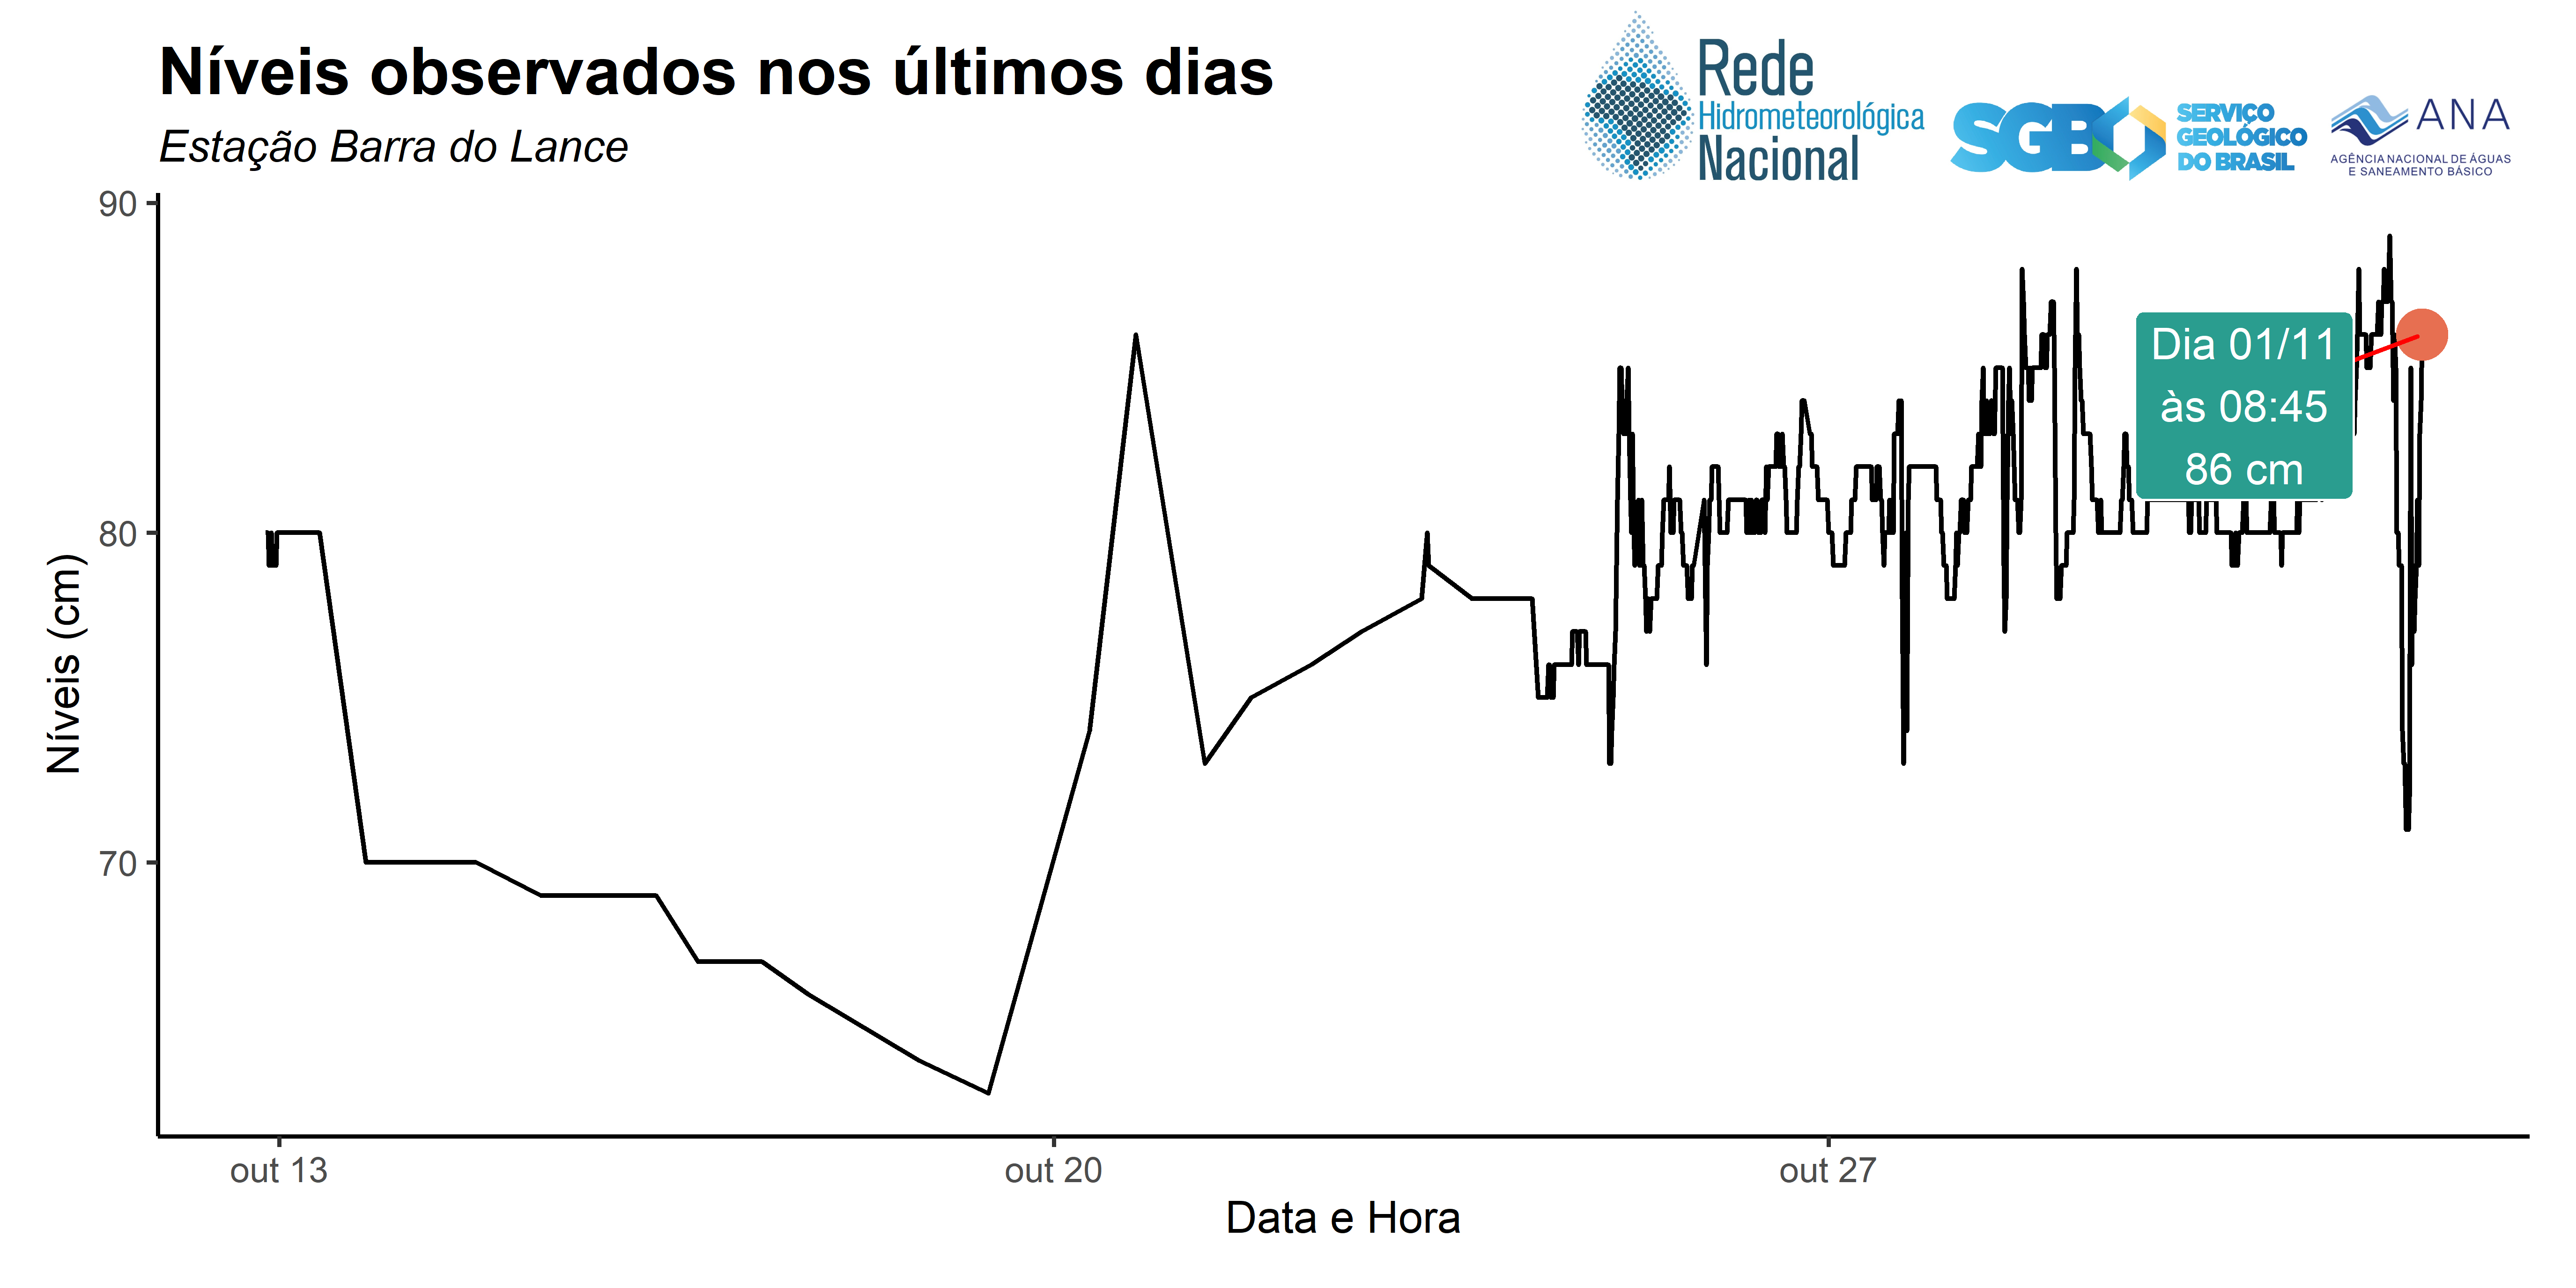 Níveis observados nos últimos dias
Estação Barra do Lance
Rede
Hidrometeorológica
Nacional
SGB
SERVIÇO
GEOLÓGICO
DO BRASIL
ANA
AGÊNCIA NACIONAL DE ÁGUAS
E SANEAMENTO BÁSICO
90
80
70
Níveis (cm)
Dia 01/11
às 08:45
86 cm
out 13
out 20
out 27
Data e Hora